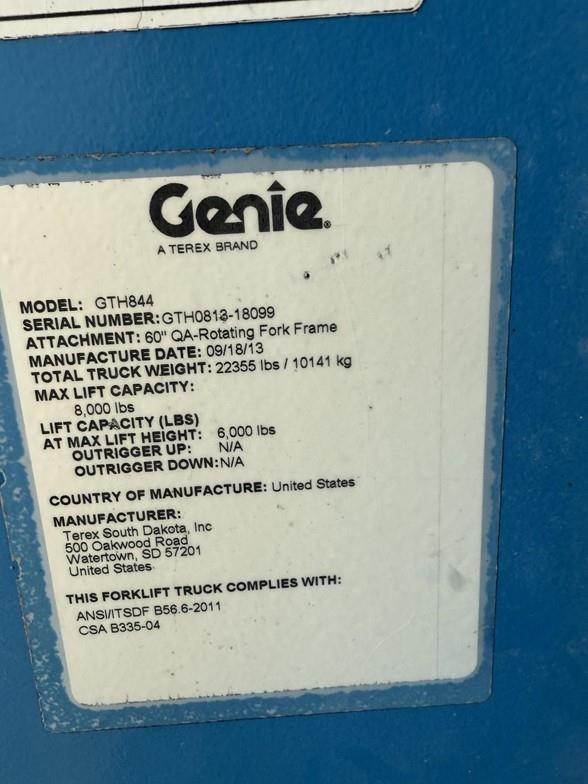 Genie®
A TEREX BRAND
MODEL: GTH844
SERIAL NUMBER: GTH0813-18099
ATTACHMENT: 60" QA-Rotating Fork Frame
MANUFACTURE DATE: 09/18/13
TOTAL TRUCK WEIGHT: 22355 lbs / 10141 kg
MAX LIFT CAPACITY:
8,000 lbs
LIFT CAPACITY (LBS)
AT MAX LIFT HEIGHT: 6,000 lbs
OUTRIGGER UP: N/A
OUTRIGGER DOWN: N/A
COUNTRY OF MANUFACTURE: United States
MANUFACTURER:
Terex South Dakota, Inc
500 Oakwood Road
Watertown, SD 57201
United States
THIS FORKLIFT TRUCK COMPLIES WITH:
ANSI/ITSDF B56.6-2011
CSA B335-04